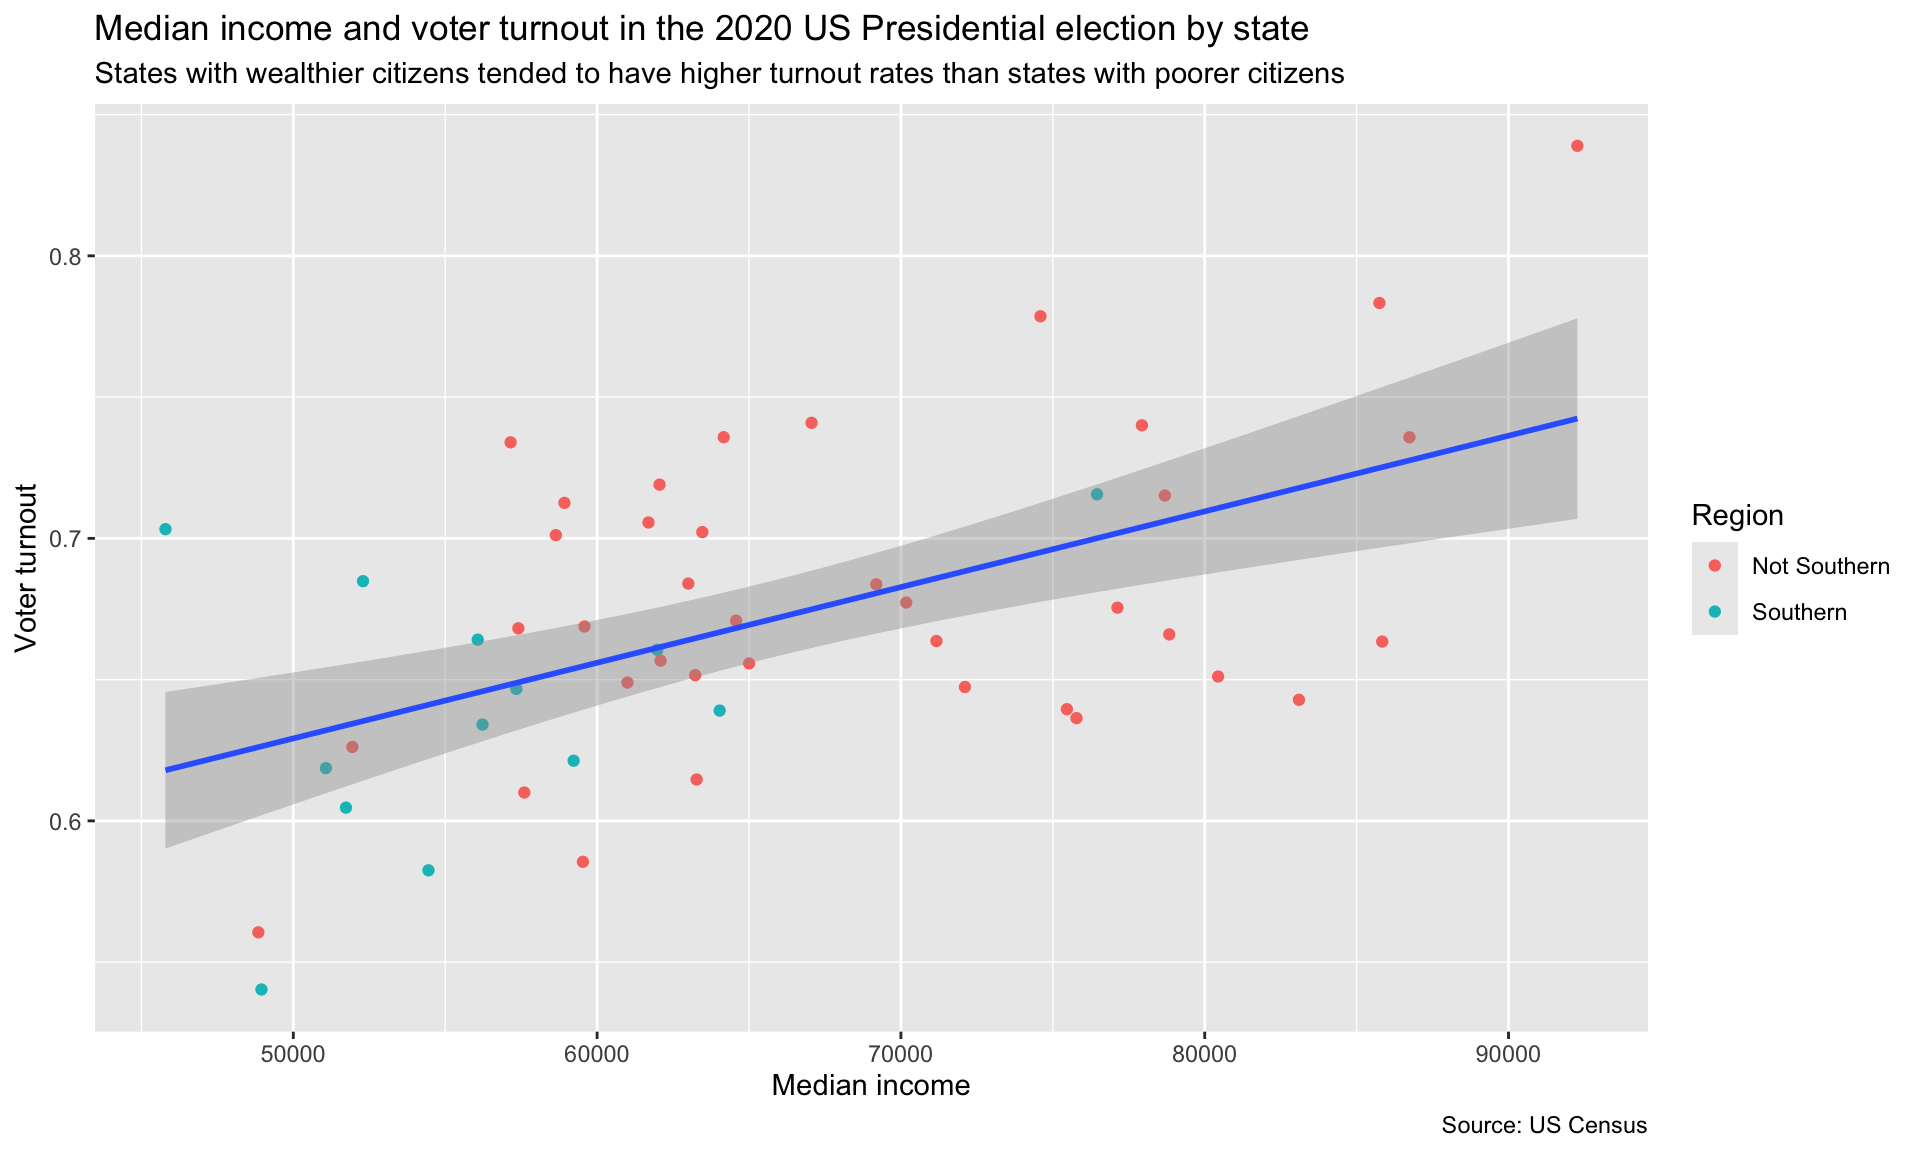 Median income and voter turnout in the 2020 US Presidential election by state
States with wealthier citizens tended to have higher turnout rates than states with poorer citizens
0.8
0.7
0.6
Voter turnout
50000
60000
70000
80000
90000
Median income
Region
Not Southern
Southern
Source: US Census